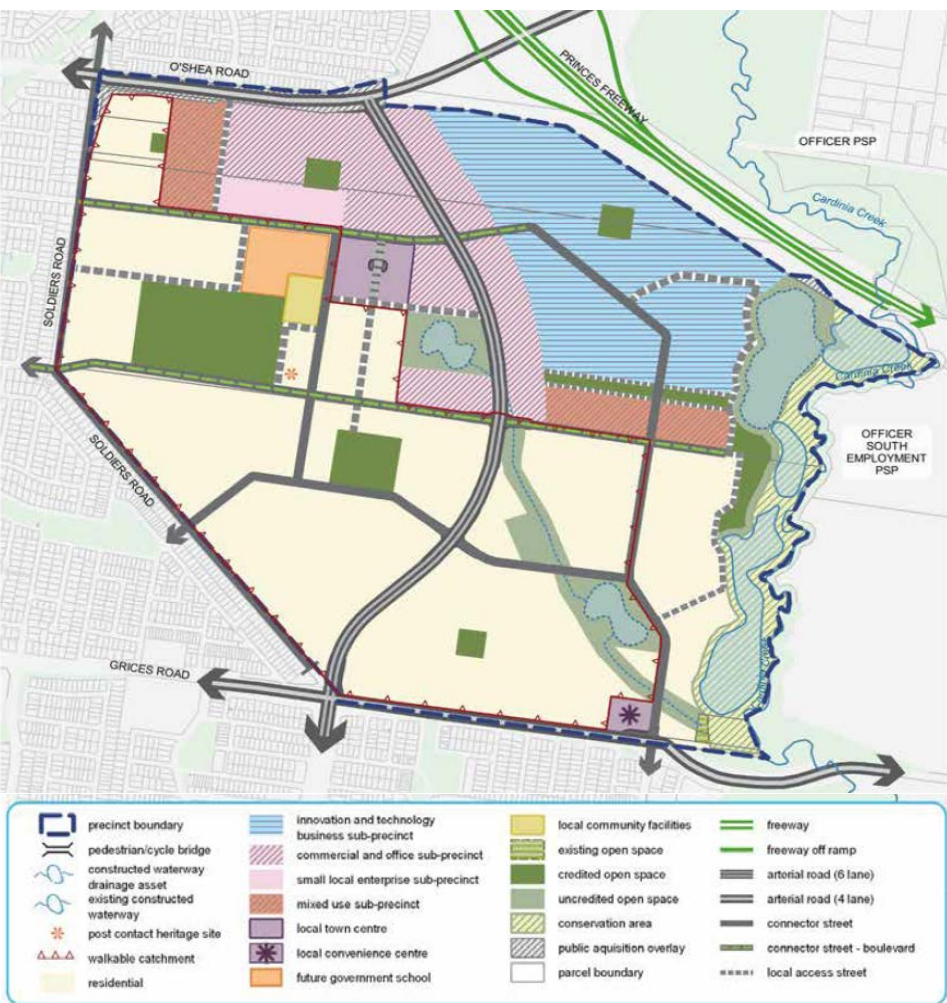 O'SHEA ROAD
PRINCES FREEWAY
OFFICER PSP
Cardinia Creek
SOLDIERS ROAD
Cardinia Creek
OFFICER
SOUTH
EMPLOYMENT
PSP
SOLDIERS ROAD
GRICES ROAD
precinct boundary
pedestrian/cycle bridge
constructed waterway
drainage asset
existing constructed
waterway
post contact heritage site
walkable catchment
residential
innovation and technology
business sub-precinct
commercial and office sub-precinct
small local enterprise sub-precinct
mixed use sub-precinct
local town centre
local convenience centre
future government school
local community facilities
existing open space
credited open space
uncredited open space
conservation area
public aquisition overlay
parcel boundary
freeway
freeway off ramp
arterial road (6 lane)
arterial road (4 lane)
connector street
connector street - boulevard
local access street